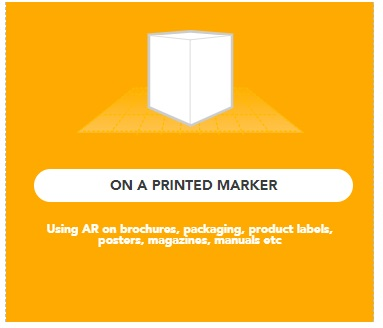 ON A PRINTED MARKER
Using AR on brochures, packaging, product labels,
posters, magazines, manuals etc